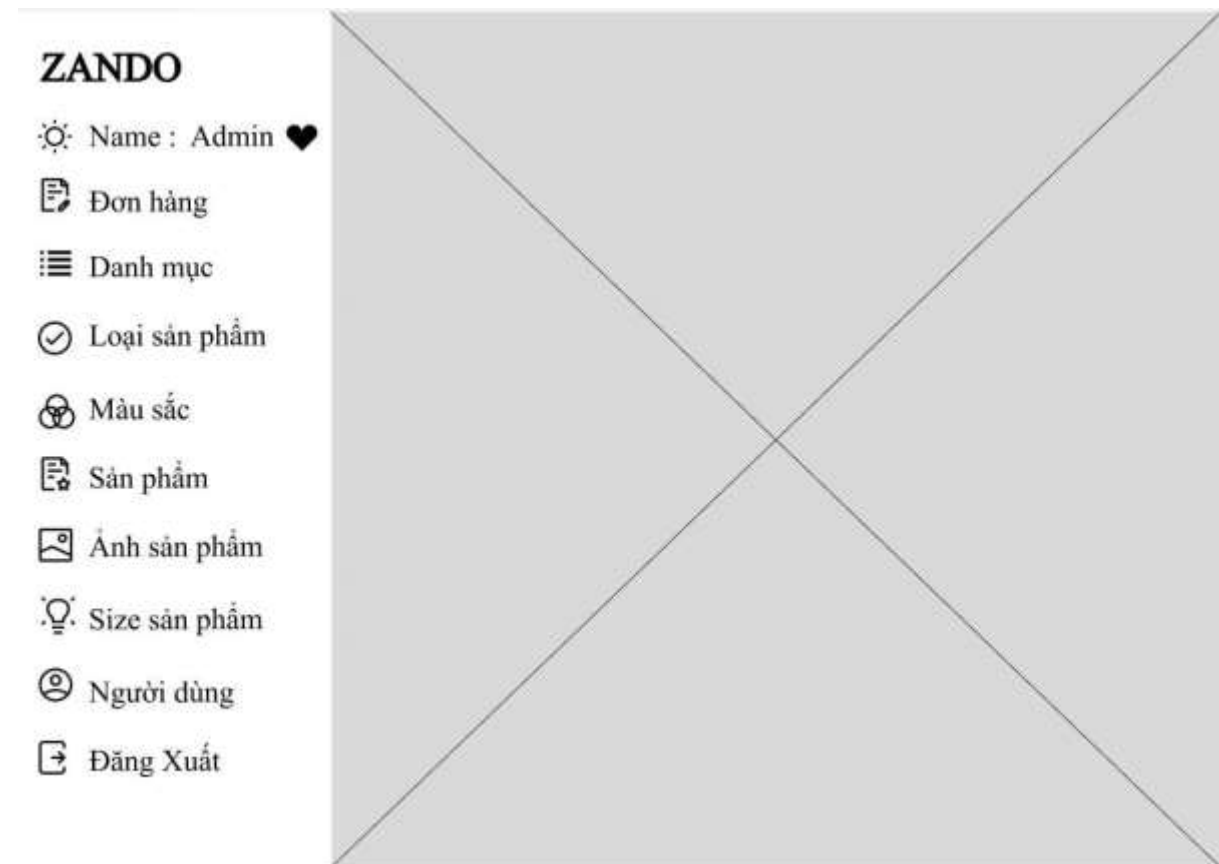 ZANDO
Name : Admin
Đơn hàng
Danh mục
Loại sản phẩm
Màu sắc
Sản phẩm
Ảnh sản phẩm
Size sản phẩm
Người dùng
Đăng Xuất